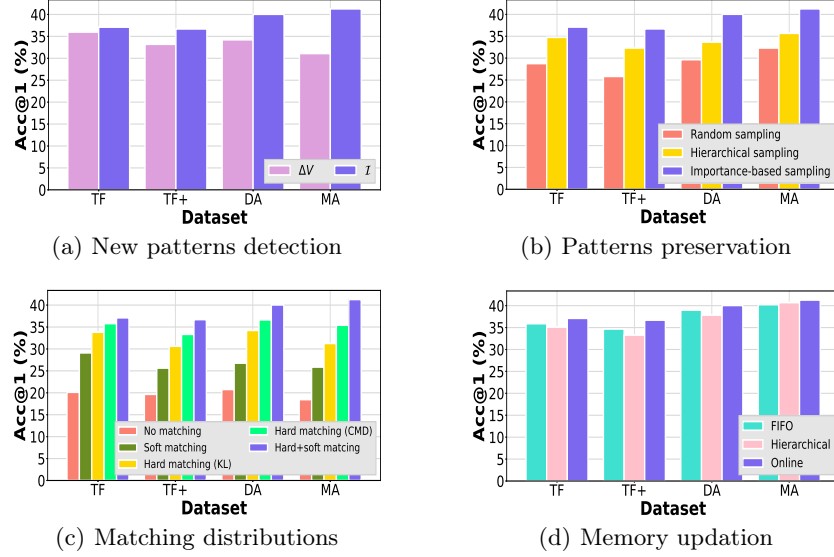 Acc@1 (%)
40
35
30
25
20
15
10
5
0
TF TF+ DA MA
Dataset
ΔV I
(a) New patterns detection
Acc@1 (%)
40
35
30
25
20
15
10
5
0
TF TF+ DA MA
Dataset
Random sampling
Hierarchical sampling
Importance-based sampling
(b) Patterns preservation
Acc@1 (%)
40
35
30
25
20
15
10
5
0
TF TF+ DA MA
Dataset
No matching
Soft matching
Hard matching (KL)
Hard matching (CMD)
Hard+soft matcing
(c) Matching distributions
Acc@1 (%)
40
35
30
25
20
15
10
5
0
TF TF+ DA MA
Dataset
FIFO
Hierarchical
Online
(d) Memory updation